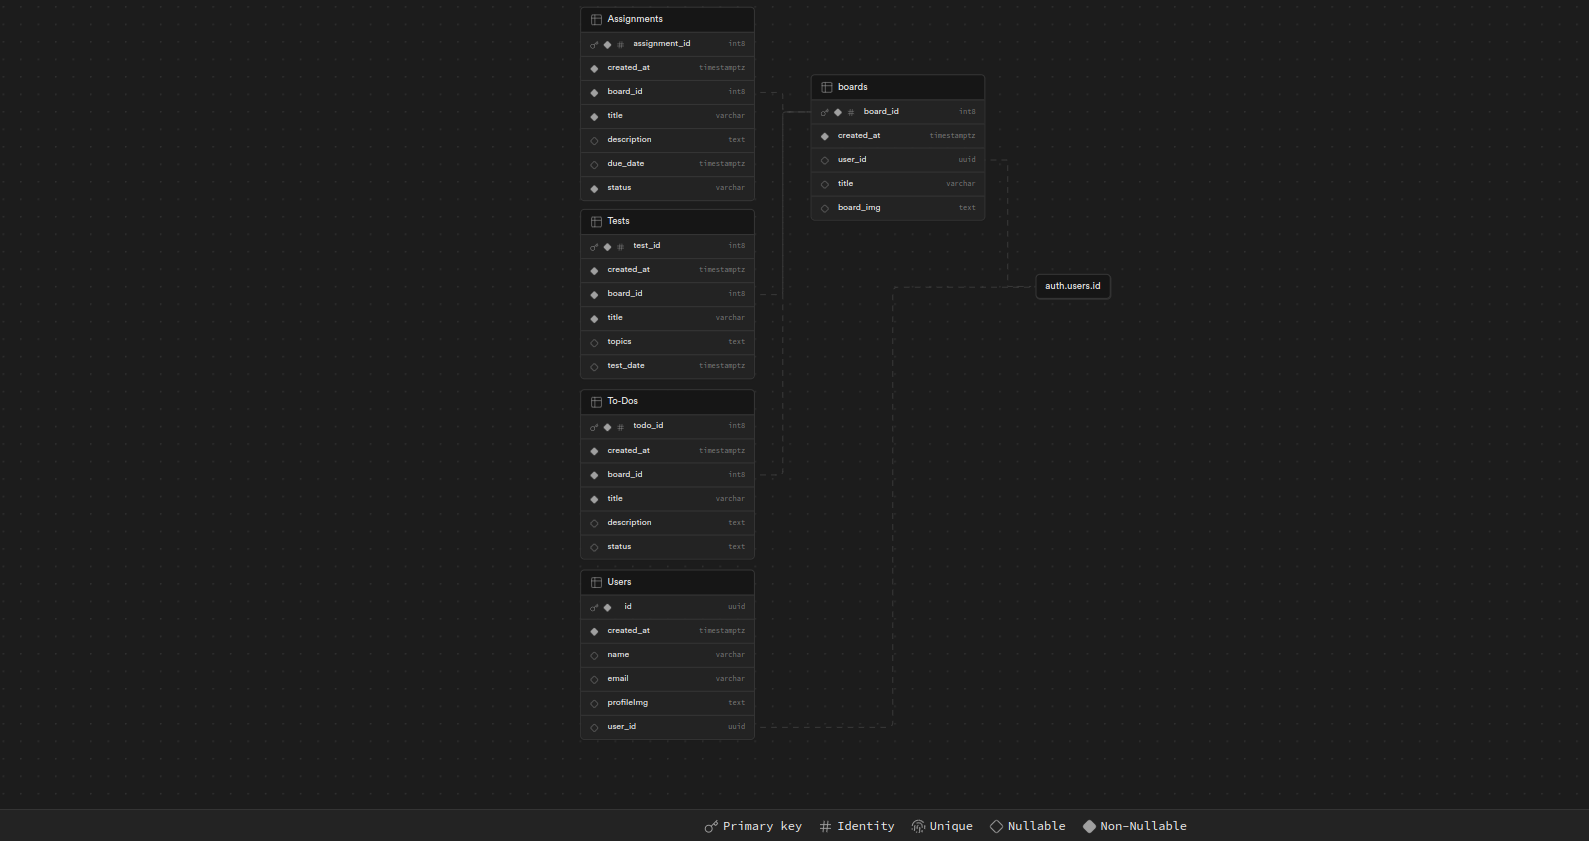 Assignments
assignment_id int8
created_at timestamptz
board_id int8
title varchar
description text
due_date timestamptz
status varchar
boards
board_id int8
created_at timestamptz
user_id uuid
title varchar
board_img text
Tests
test_id int8
created_at timestamptz
board_id int8
title varchar
topics text
test_date timestamptz
auth.users.id
To-Dos
todo_id int8
created_at timestamptz
board_id int8
title varchar
description text
status text
Users
id uuid
created_at timestamptz
name varchar
email varchar
profileImg text
user_id uuid
Primary key Identity Unique Nullable Non-Nullable